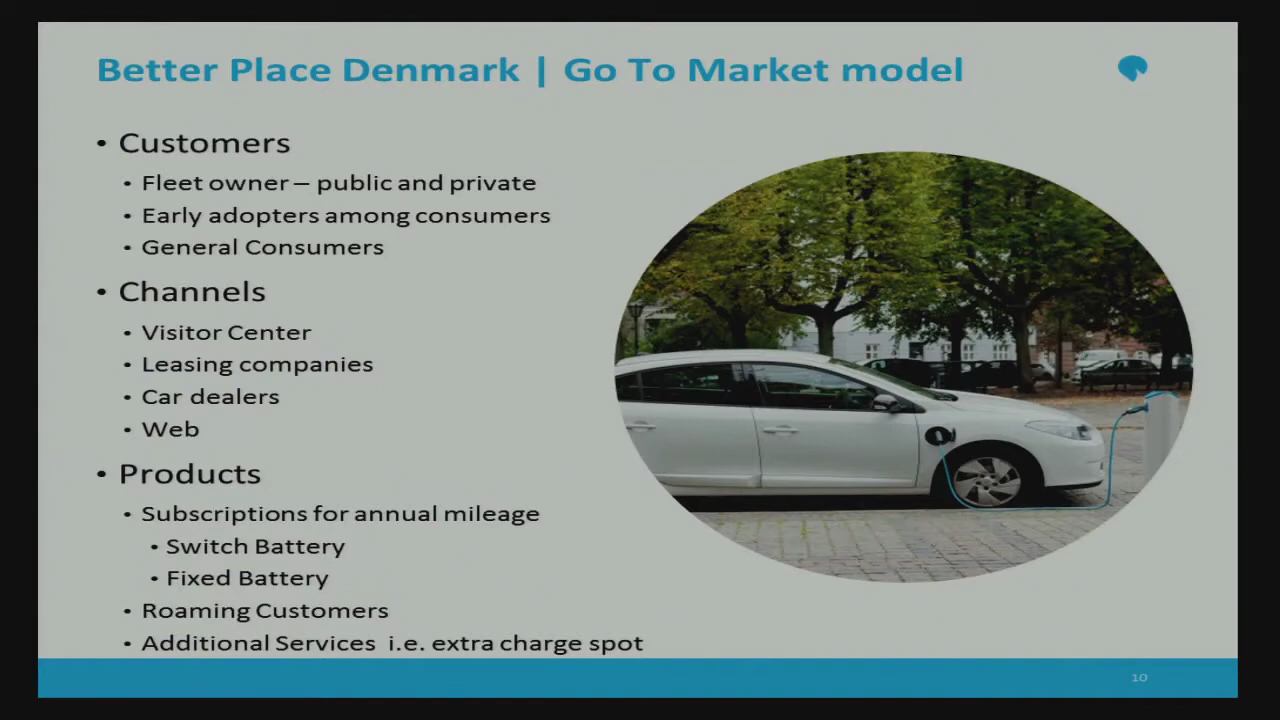 Better Place Denmark | Go To Market model
• Customers
• Fleet owner – public and private
• Early adopters among consumers
• General Consumers
• Channels
• Visitor Center
• Leasing companies
• Car dealers
• Web
• Products
• Subscriptions for annual mileage
• Switch Battery
• Fixed Battery
• Roaming Customers
• Additional Services i.e. extra charge spot
10